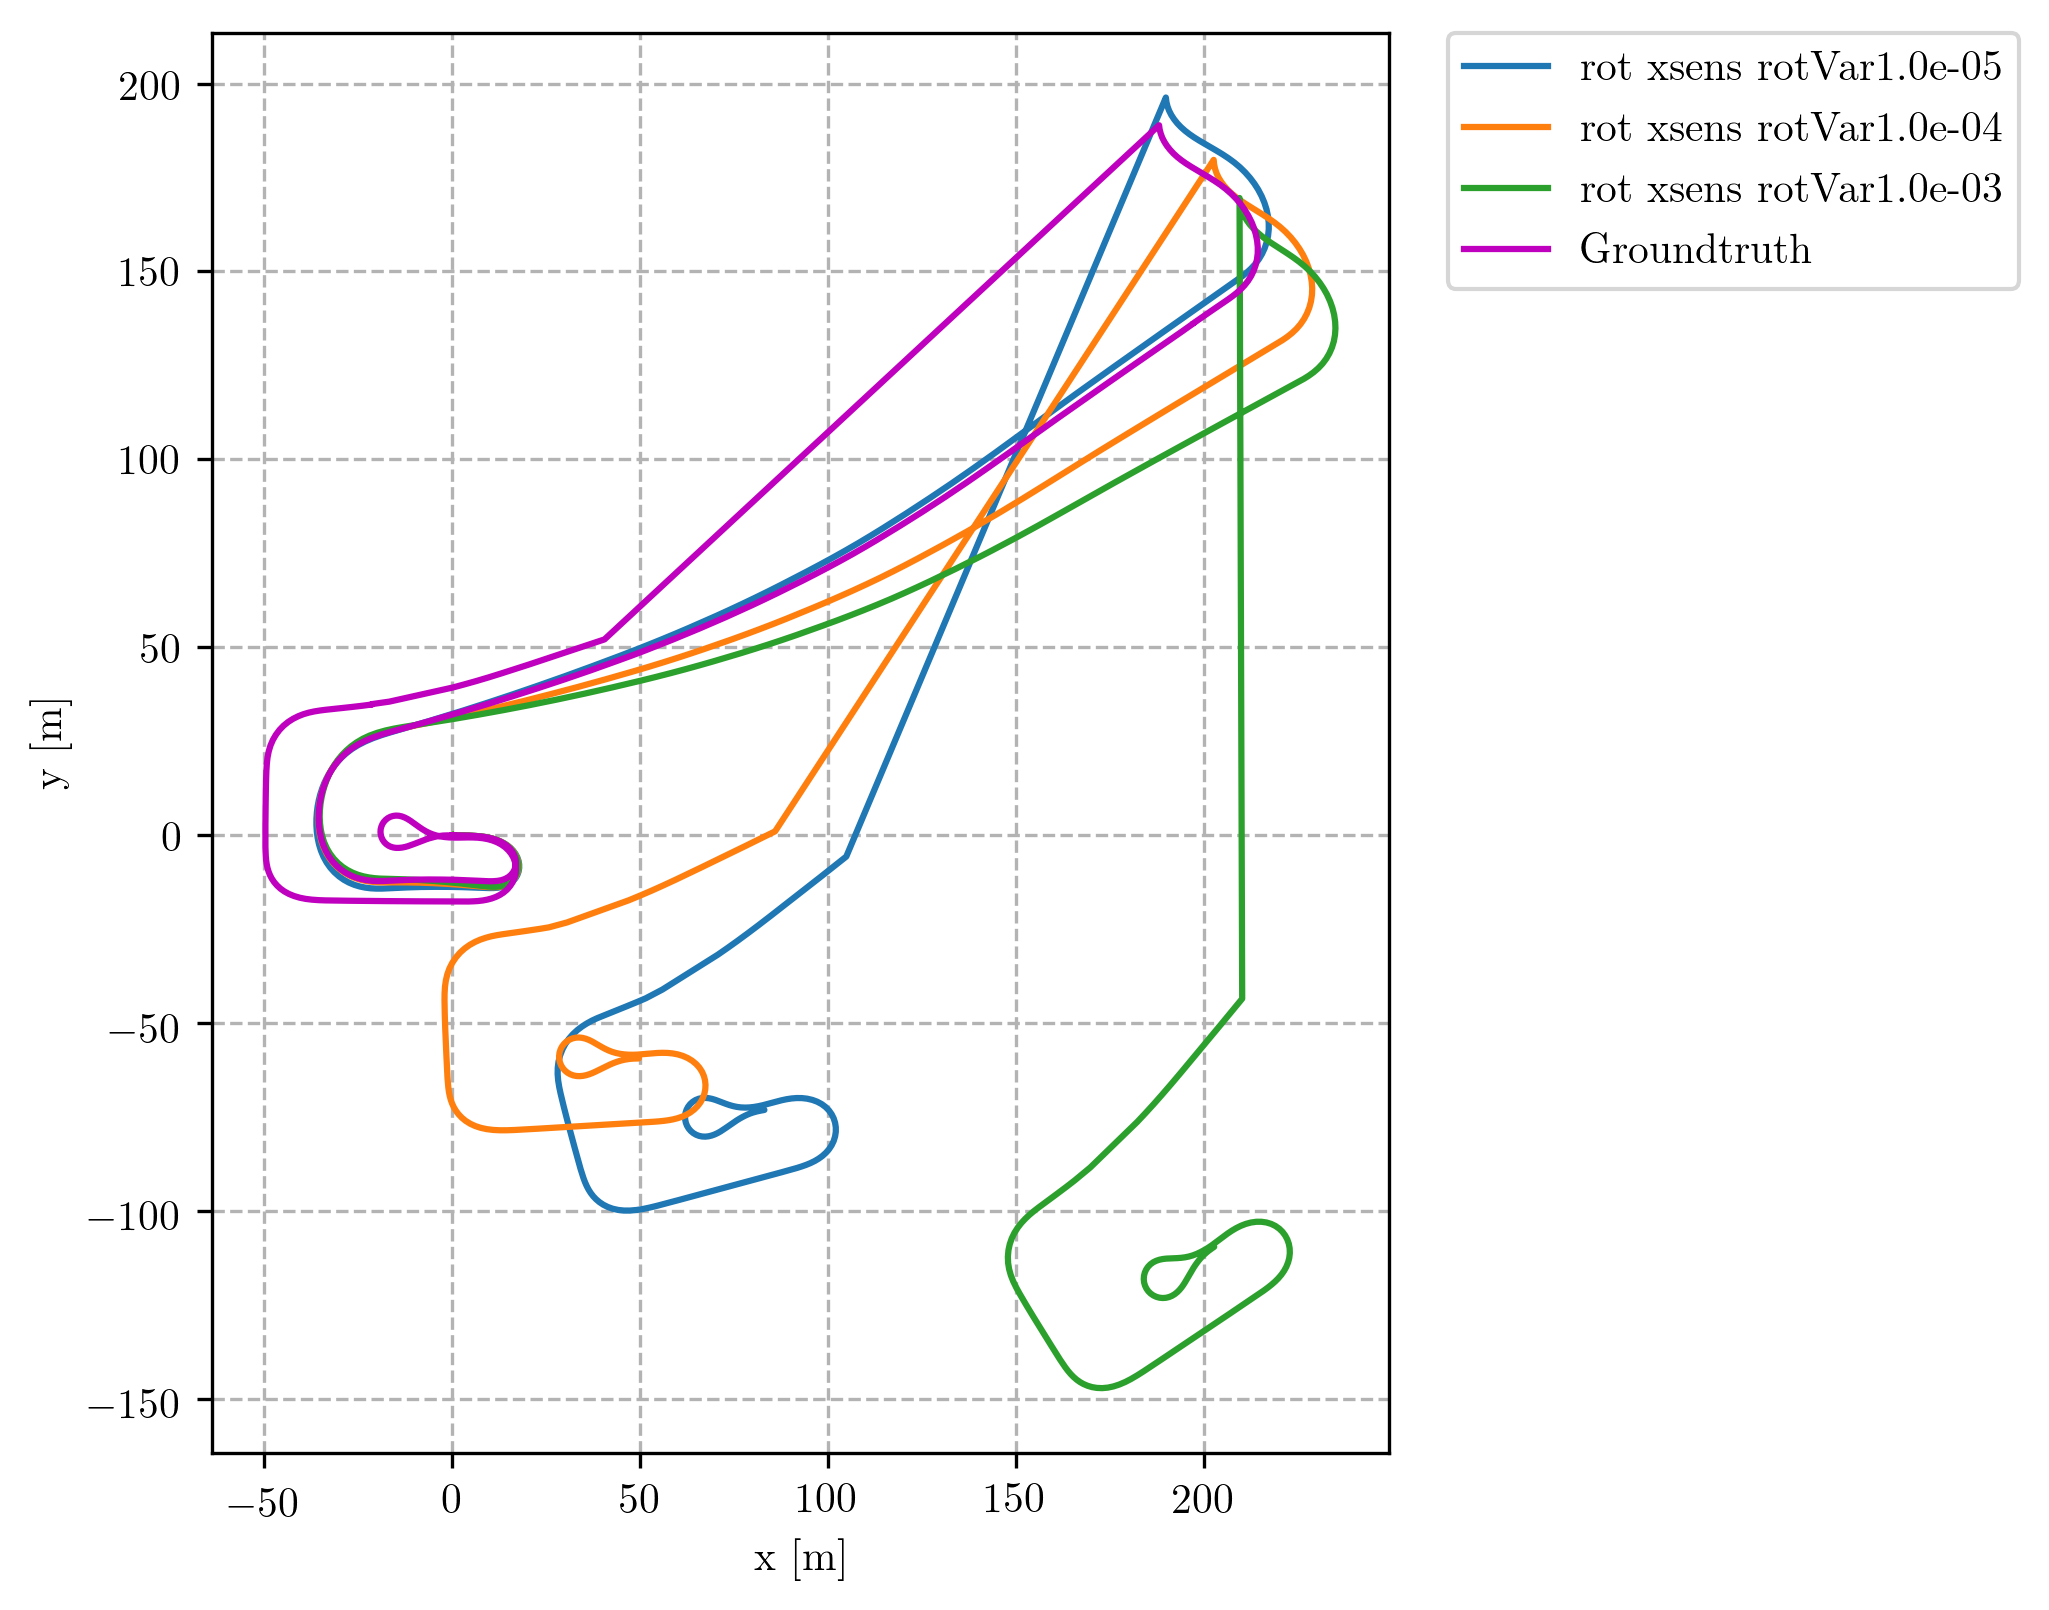 rot xsens rotVar1.0e-05
rot xsens rotVar1.0e-04
rot xsens rotVar1.0e-03
Groundtruth
200
150
100
50
0
−50
−100
−150
y [m]
−50 0 50 100 150 200
x [m]